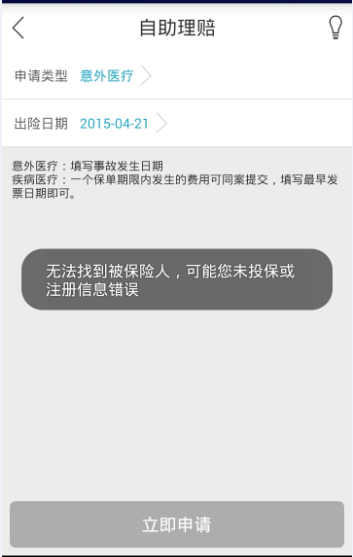 自助理赔
申请类型 意外医疗
出险日期 2015-04-21
意外医疗：填写事故发生日期
疾病医疗：一个保单期限内发生的费用可同案提交，填写最早发
票日期即可。
无法找到被保险人，可能您未投保或
注册信息错误
立即申请